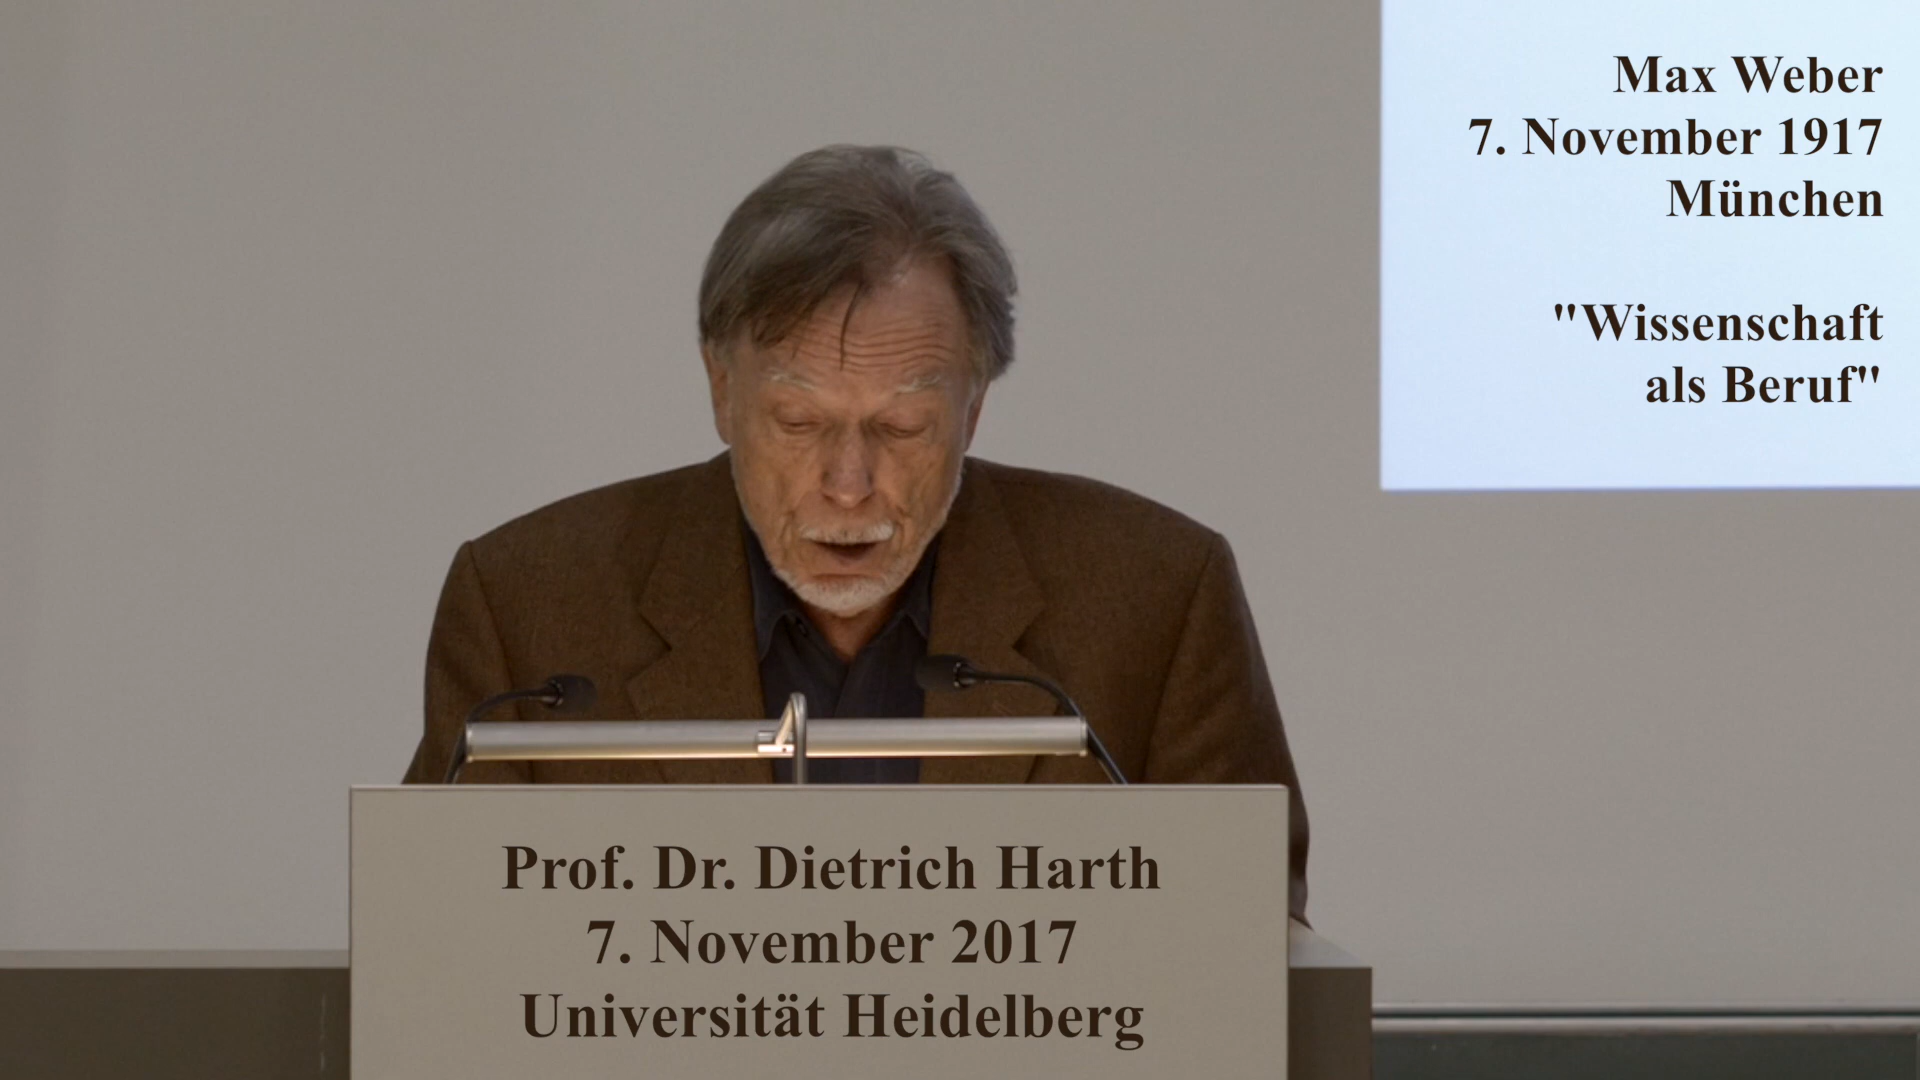 Max Weber
7. November 1917
München
"Wissenschaft
als Beruf"
Prof. Dr. Dietrich Harth
7. November 2017
Universität Heidelberg